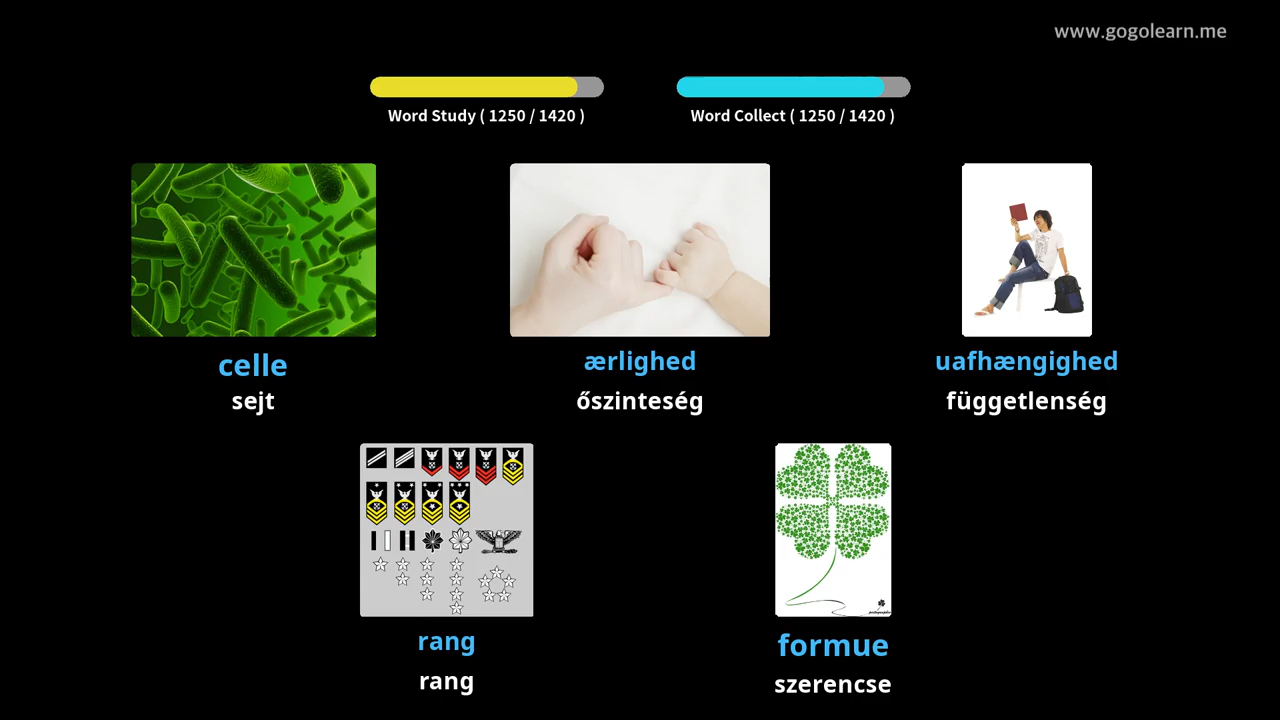 www.gogolearn.me
Word Study ( 1250 / 1420 )
Word Collect ( 1250 / 1420 )
celle
sejt
ærlighed
őszinteség
uafhængighed
függetlenség
rang
rang
formue
szerencse